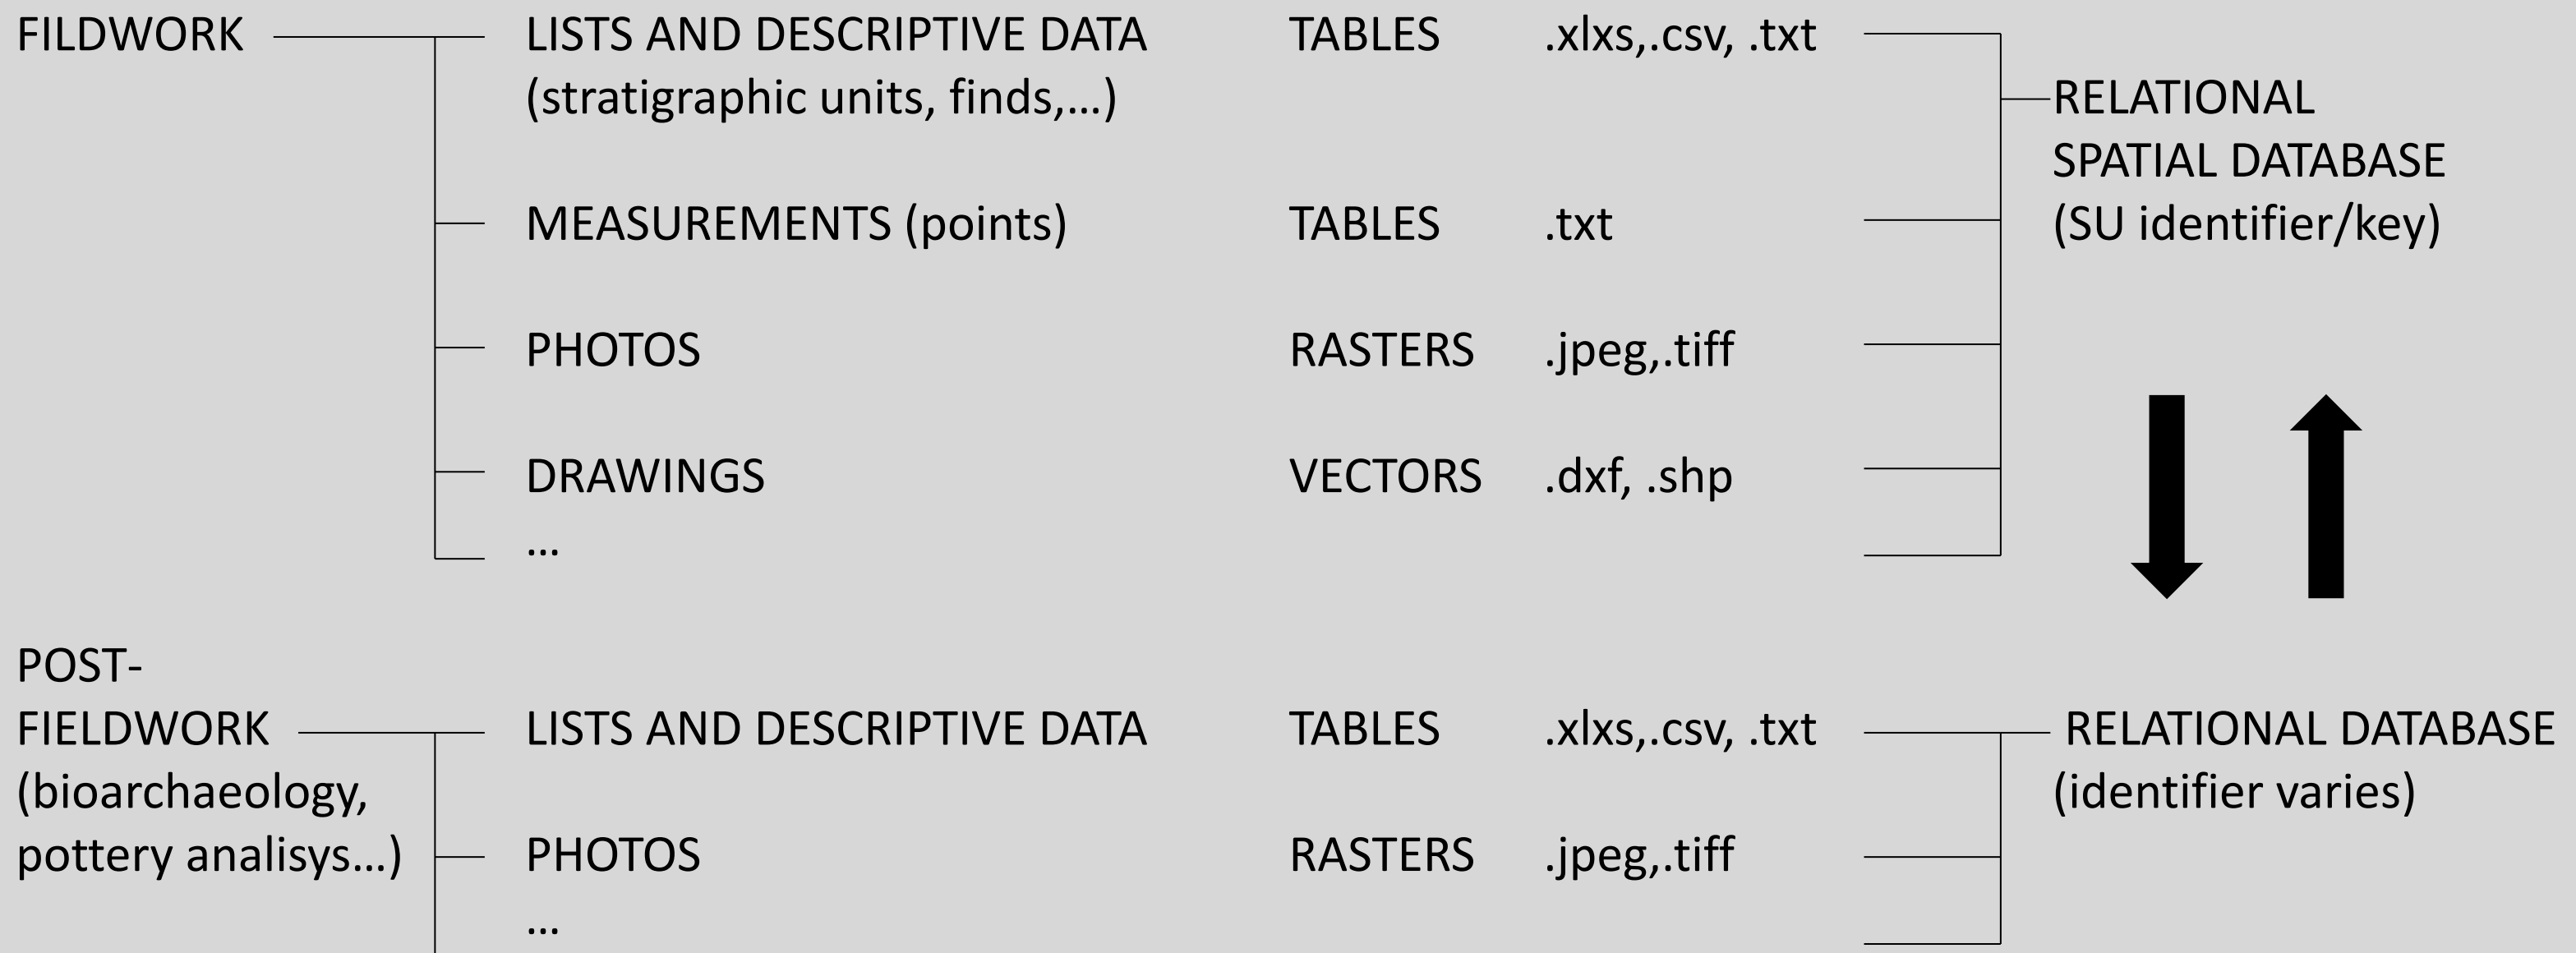 FILDWORK LISTS AND DESCRIPTIVE DATA TABLES .xlxs,.csv, .txt
(stratigraphic units, finds,...)
RELATIONAL
SPATIAL DATABASE
(SU identifier/key)
MEASUREMENTS (points) TABLES .txt
PHOTOS RASTERS .jpeg,.tiff
DRAWINGS VECTORS .dxf, .shp
...
POST-
FIELDWORK LISTS AND DESCRIPTIVE DATA TABLES .xlxs,.csv, .txt RELATIONAL DATABASE
(bioarchaeology, (identifier varies)
pottery analisys...) PHOTOS RASTERS .jpeg,.tiff
...